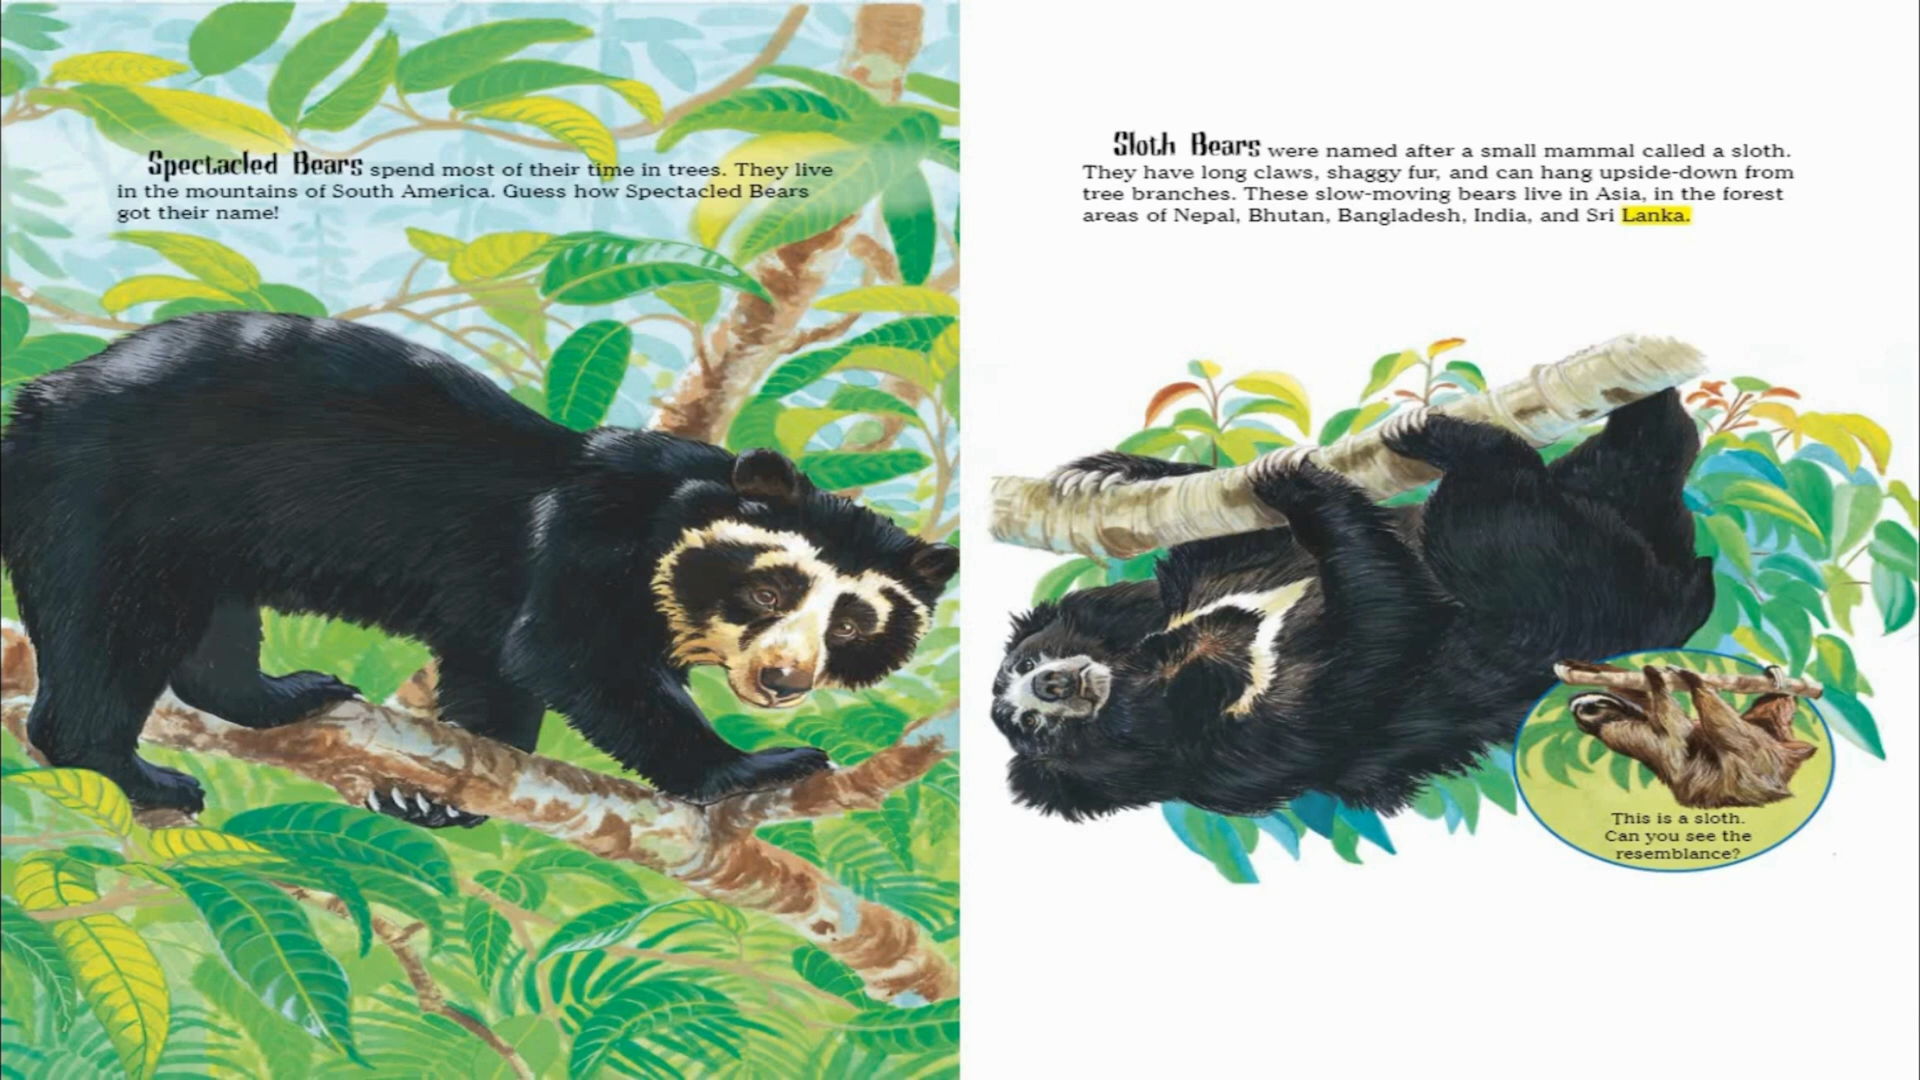 Spectacled Bears spend most of their time in trees. They live
in the mountains of South America. Guess how Spectacled Bears
got their name!
Sloth Bears were named after a small mammal called a sloth.
They have long claws, shaggy fur, and can hang upside-down from
tree branches. These slow-moving bears live in Asia, in the forest
areas of Nepal, Bhutan, Bangladesh, India, and Sri Lanka.
This is a sloth.
Can you see the
resemblance?